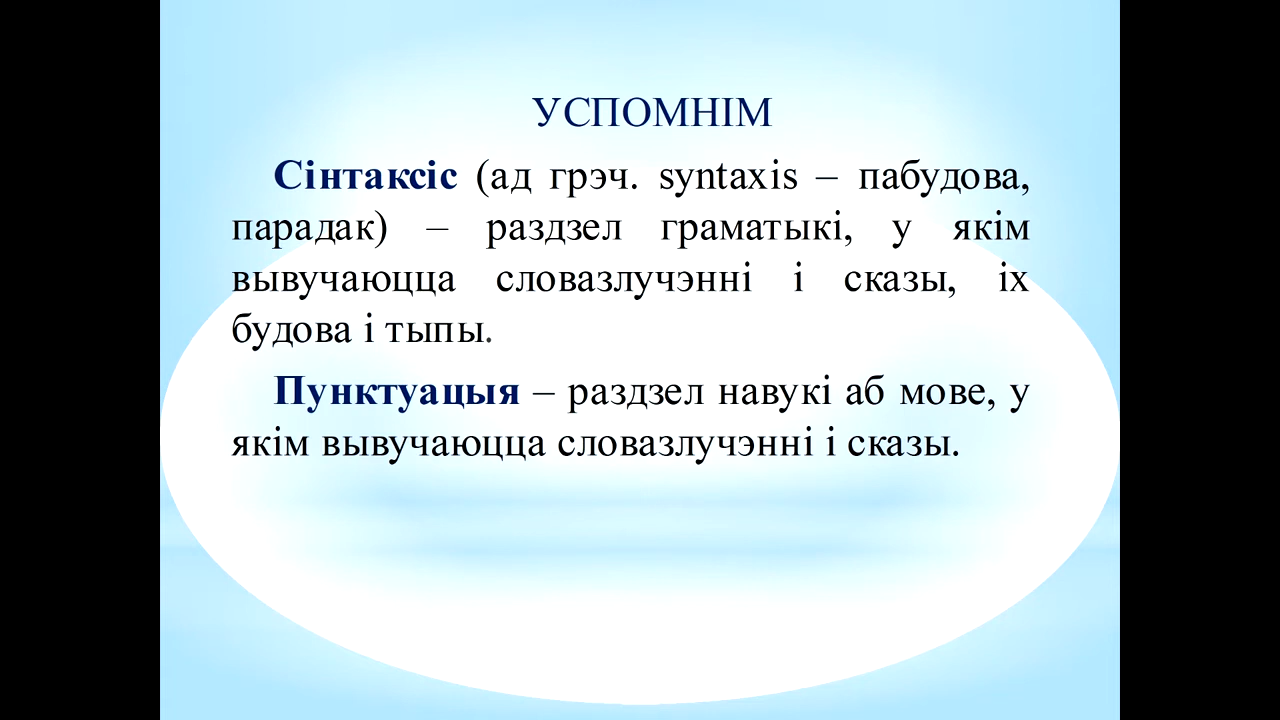 УСПОМНІМ
Сінтаксіс (ад грэч. syntaxis – пабудова,
парадак) – раздзел граматыкі, у якім
вывучаюцца словазлучэнні і сказы, іх
будова і тыпы.
Пунктуацыя – раздзел навукі аб мове, у
якім вывучаюцца словазлучэнні і сказы.